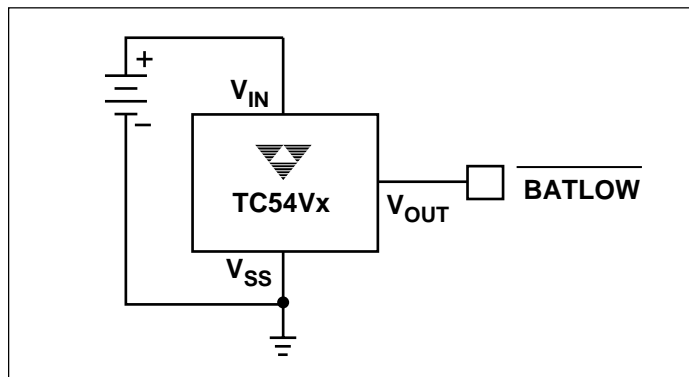 +
V_IN
–
TC54Vx
V_OUT
BATLOW
V_SS